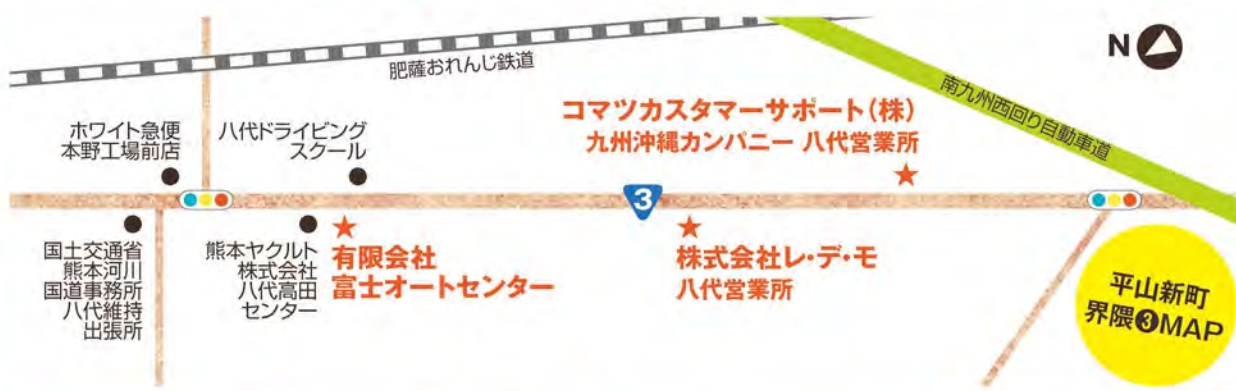 肥薩おれんじ鉄道
N
南九州西回り自動車道
ホワイト急便
本野工場前店
八代ドライビング
スクール
コマツカスタマーサポート（株）
九州沖縄カンパニー 八代営業所
3
国土交通省
熊本河川
国道事務所
八代維持
出張所
熊本ヤクルト
株式会社
八代高田
センター
有限会社
富士オートセンター
株式会社レ・デ・モ
八代営業所
平山新町
界隈❸MAP